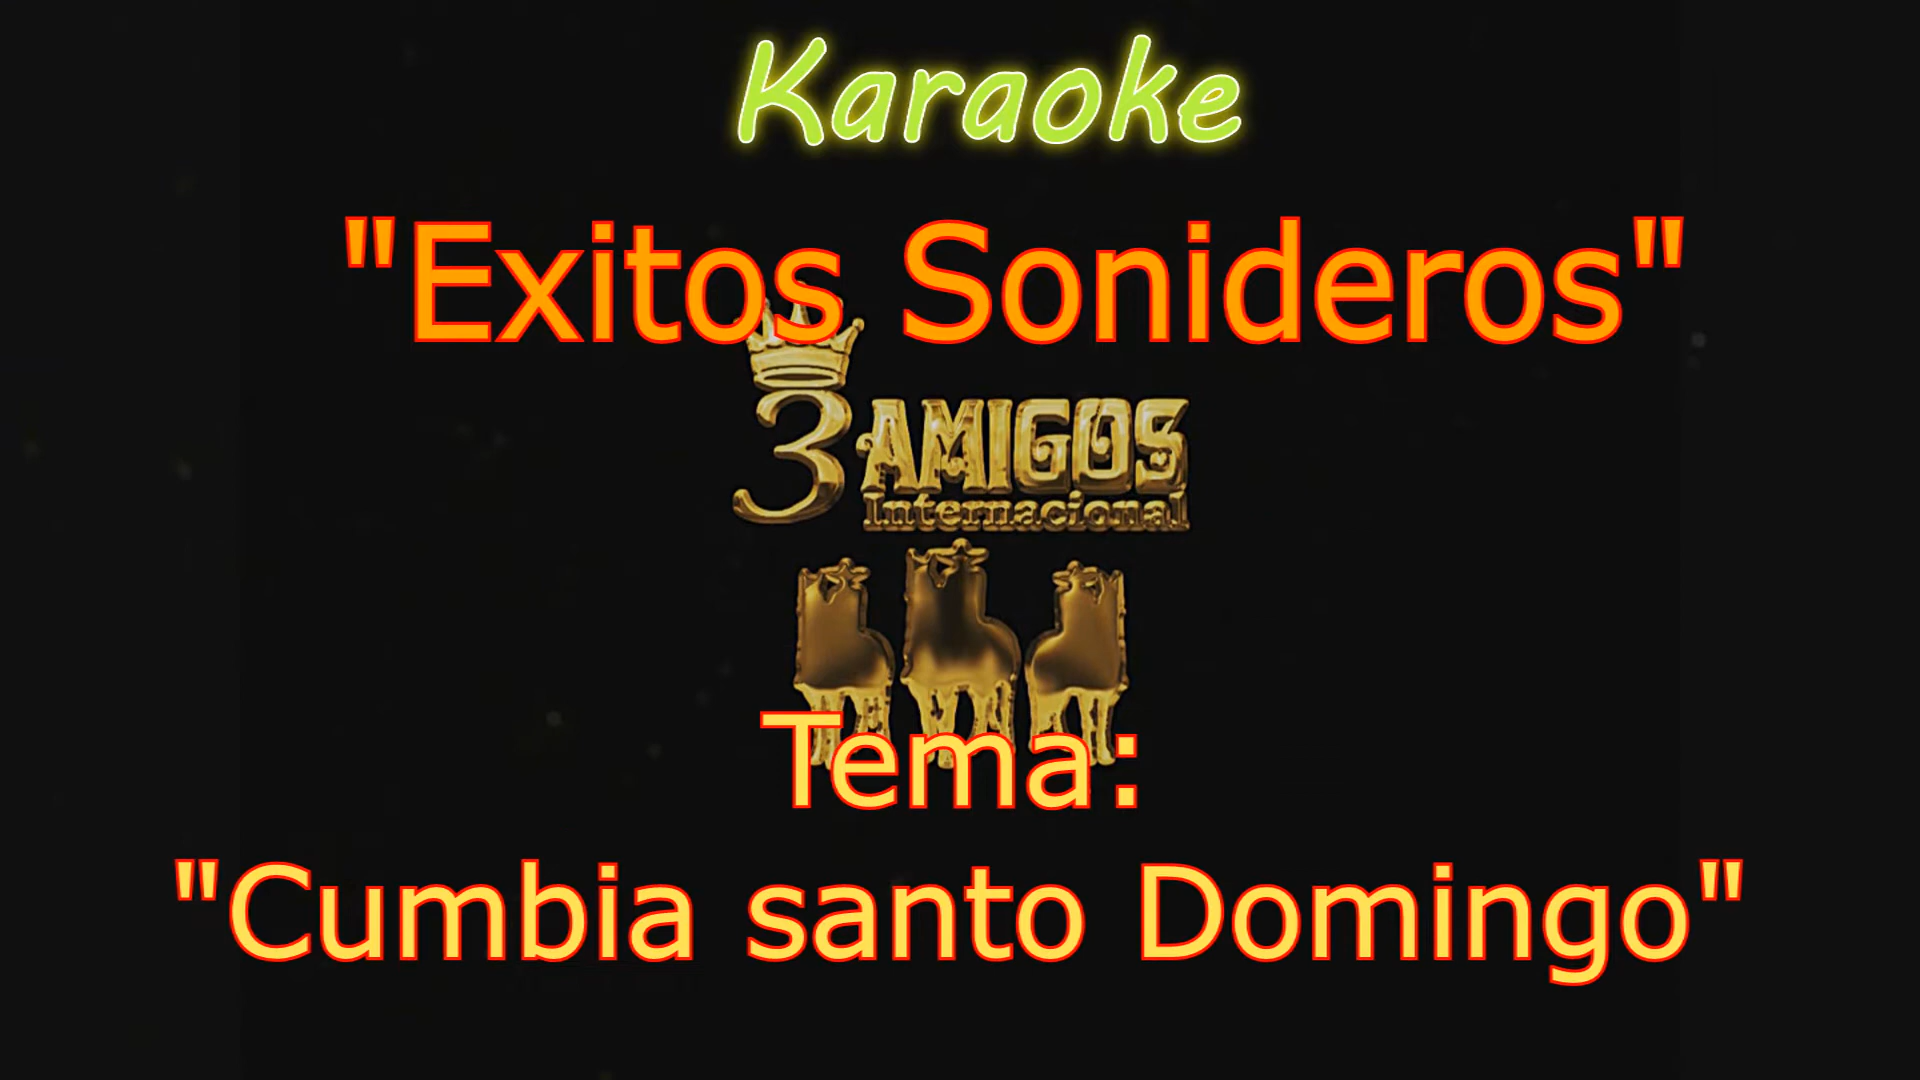 Karaoke
"Exitos Sonideros"
3 AMIGOS
Internacional
Tema:
"Cumbia santo Domingo"